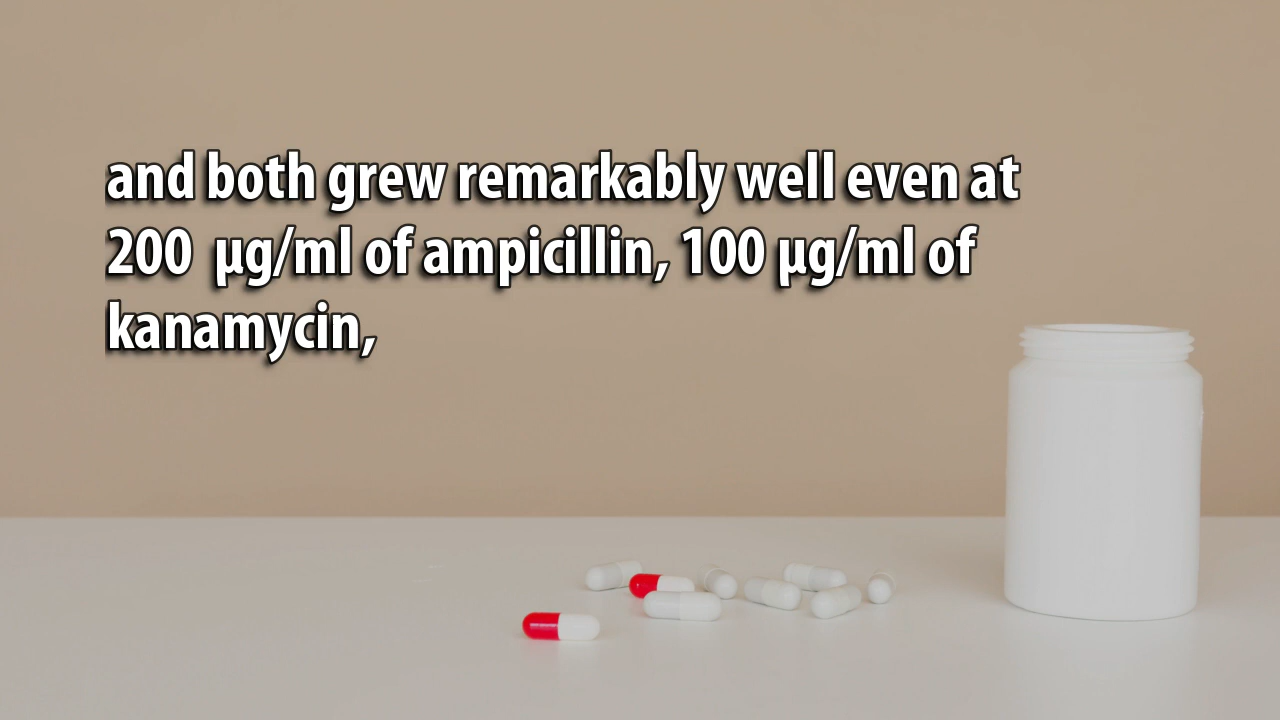 and both grew remarkably well even at
200  µg/ml of ampicillin, 100 µg/ml of
kanamycin,